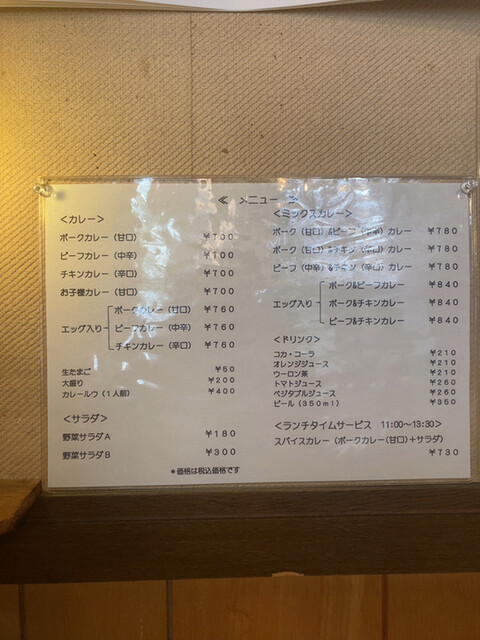 ≪ メニュー ≫
＜カレー＞
ポークカレー（甘口） ￥７００
ビーフカレー（中辛） ￥７００
チキンカレー（辛口） ￥７００
お子様カレー（甘口） ￥７００
ポークカレー（甘口） ￥７６０
エッグ入り ビーフカレー（中辛） ￥７６０
チキンカレー（辛口） ￥７６０
生たまご ￥５０
大盛り ￥２００
カレールウ（１人前） ￥４００
＜サラダ＞
野菜サラダＡ ￥１８０
野菜サラダＢ ￥３００
＊価格は税込価格です
＜ミックスカレー＞
ポーク（甘口）&ビーフ（中辛）カレー ￥７８０
ポーク（甘口）&チキン（辛口）カレー ￥７８０
ビーフ（中辛）&チキン（辛口）カレー ￥７８０
ポーク&ビーフカレー ￥８４０
エッグ入り ポーク&チキンカレー ￥８４０
ビーフ&チキンカレー ￥８４０
＜ドリンク＞
コカ・コーラ ￥２１０
オレンジジュース ￥２１０
ウーロン茶 ￥２１０
トマトジュース ￥２６０
ベジタブルジュース ￥２６０
ビール（３５０ｍｌ） ￥３５０
＜ランチタイムサービス 11:00〜13:30＞
スパイスカレー（ポークカレー（甘口）＋サラダ）
￥７３０